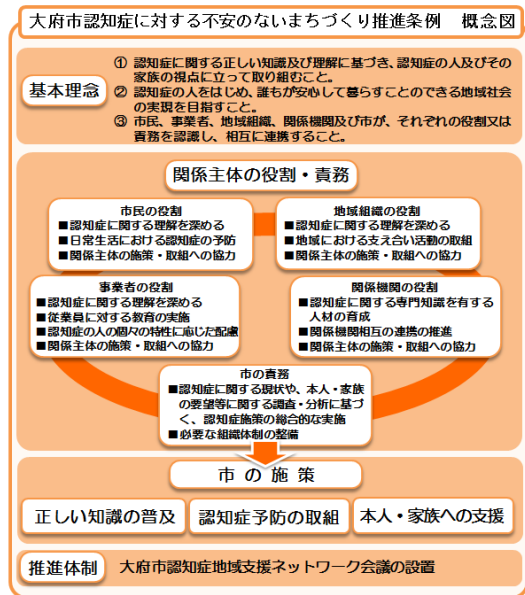 大府市認知症に対する不安のないまちづくり推進条例　概念図
基本理念
① 認知症に関する正しい知識及び理解に基づき、認知症の人及びその
家族の視点に立って取り組むこと。
② 認知症の人をはじめ、誰もが安心して暮らすことのできる地域社会
の実現を目指すこと。
③ 市民、事業者、地域組織、関係機関及び市が、それぞれの役割又は
責務を認識し、相互に連携すること。
関係主体の役割・責務
市民の役割
■認知症に関する理解を深める
■日常生活における認知症の予防
■関係主体の施策・取組への協力
地域組織の役割
■認知症に関する理解を深める
■地域における支え合い活動の取組
■関係主体の施策・取組への協力
事業者の役割
■認知症に関する理解を深める
■従業員に対する教育の実施
■認知症の人の個々の特性に応じた配慮
■関係主体の施策・取組への協力
関係機関の役割
■認知症に関する専門知識を有する
人材の育成
■関係機関相互の連携の推進
■関係主体の施策・取組への協力
市の責務
■認知症に関する現状や、本人・家族
の要望等に関する調査・分析に基づ
く、認知症施策の総合的な実施
■必要な組織体制の整備
市の施策
正しい知識の普及
認知症予防の取組
本人・家族への支援
推進体制
大府市認知症地域支援ネットワーク会議の設置